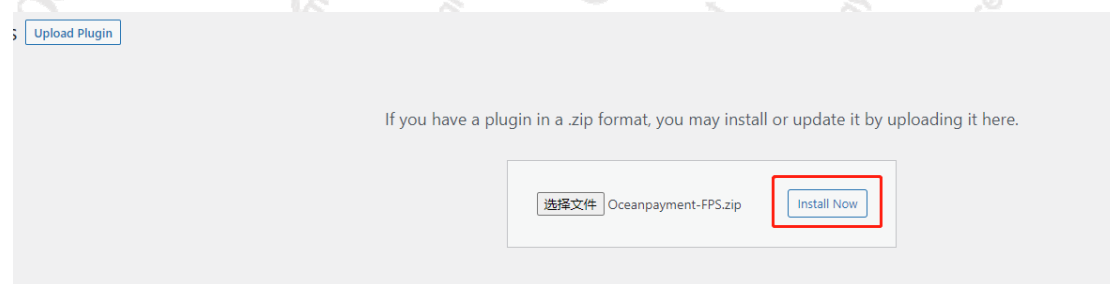 Upload Plugin
If you have a plugin in a .zip format, you may install or update it by uploading it here.
选择文件 Oceanpayment-FPS.zip Install Now